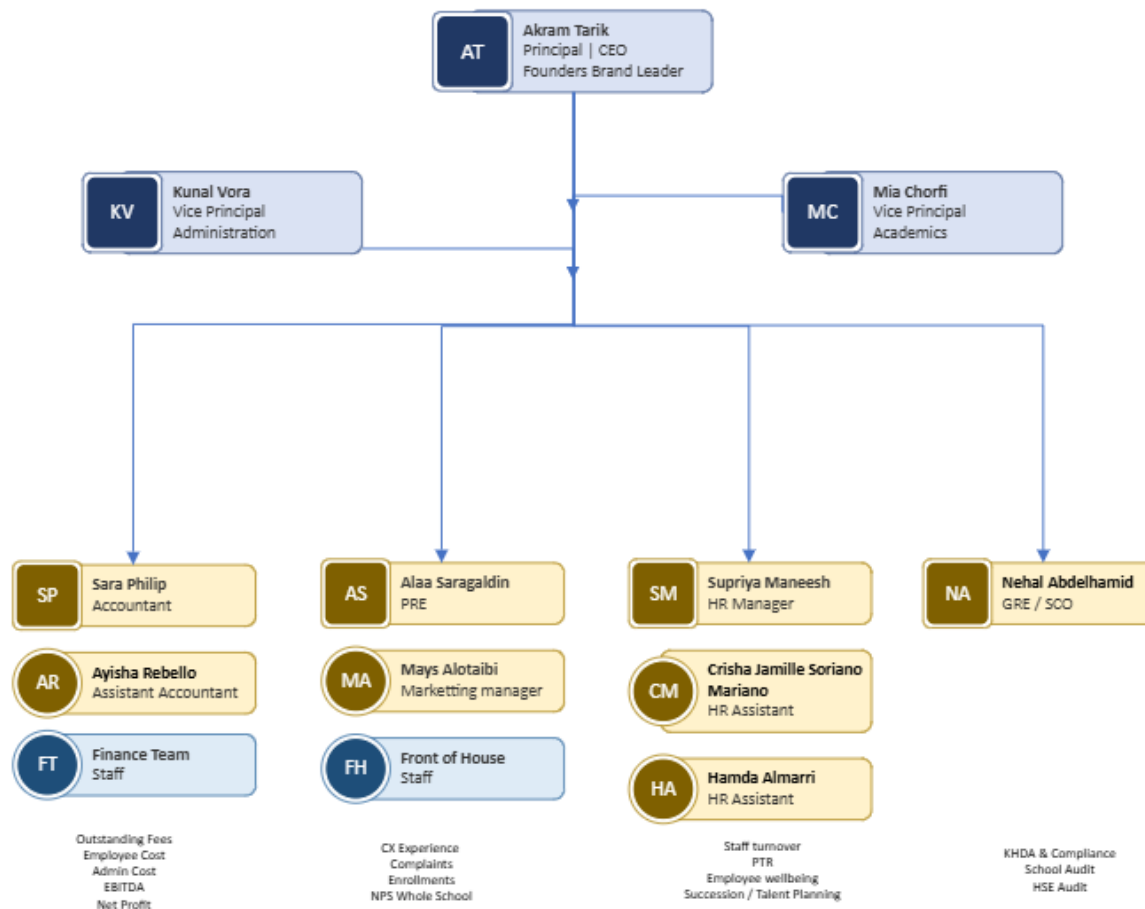 AT
Akram Tarik
Principal | CEO
Founders Brand Leader
KV
Kunal Vora
Vice Principal
Administration
MC
Mia Chorfi
Vice Principal
Academics
SP
Sara Philip
Accountant
AR
Ayisha Rebello
Assistant Accountant
FT
Finance Team
Staff
Outstanding Fees
Employee Cost
Admin Cost
EBITDA
Net Profit
AS
Alaa Saragaldin
PRE
MA
Mays Alotaibi
Marketting manager
FH
Front of House
Staff
CX Experience
Complaints
Enrollments
NPS Whole School
SM
Supriya Maneesh
HR Manager
CM
Crisha Jamille Soriano
Mariano
HR Assistant
HA
Hamda Almarri
HR Assistant
Staff turnover
PTR
Employee wellbeing
Succession / Talent Planning
NA
Nehal Abdelhamid
GRE / SCO
KHDA & Compliance
School Audit
HSE Audit